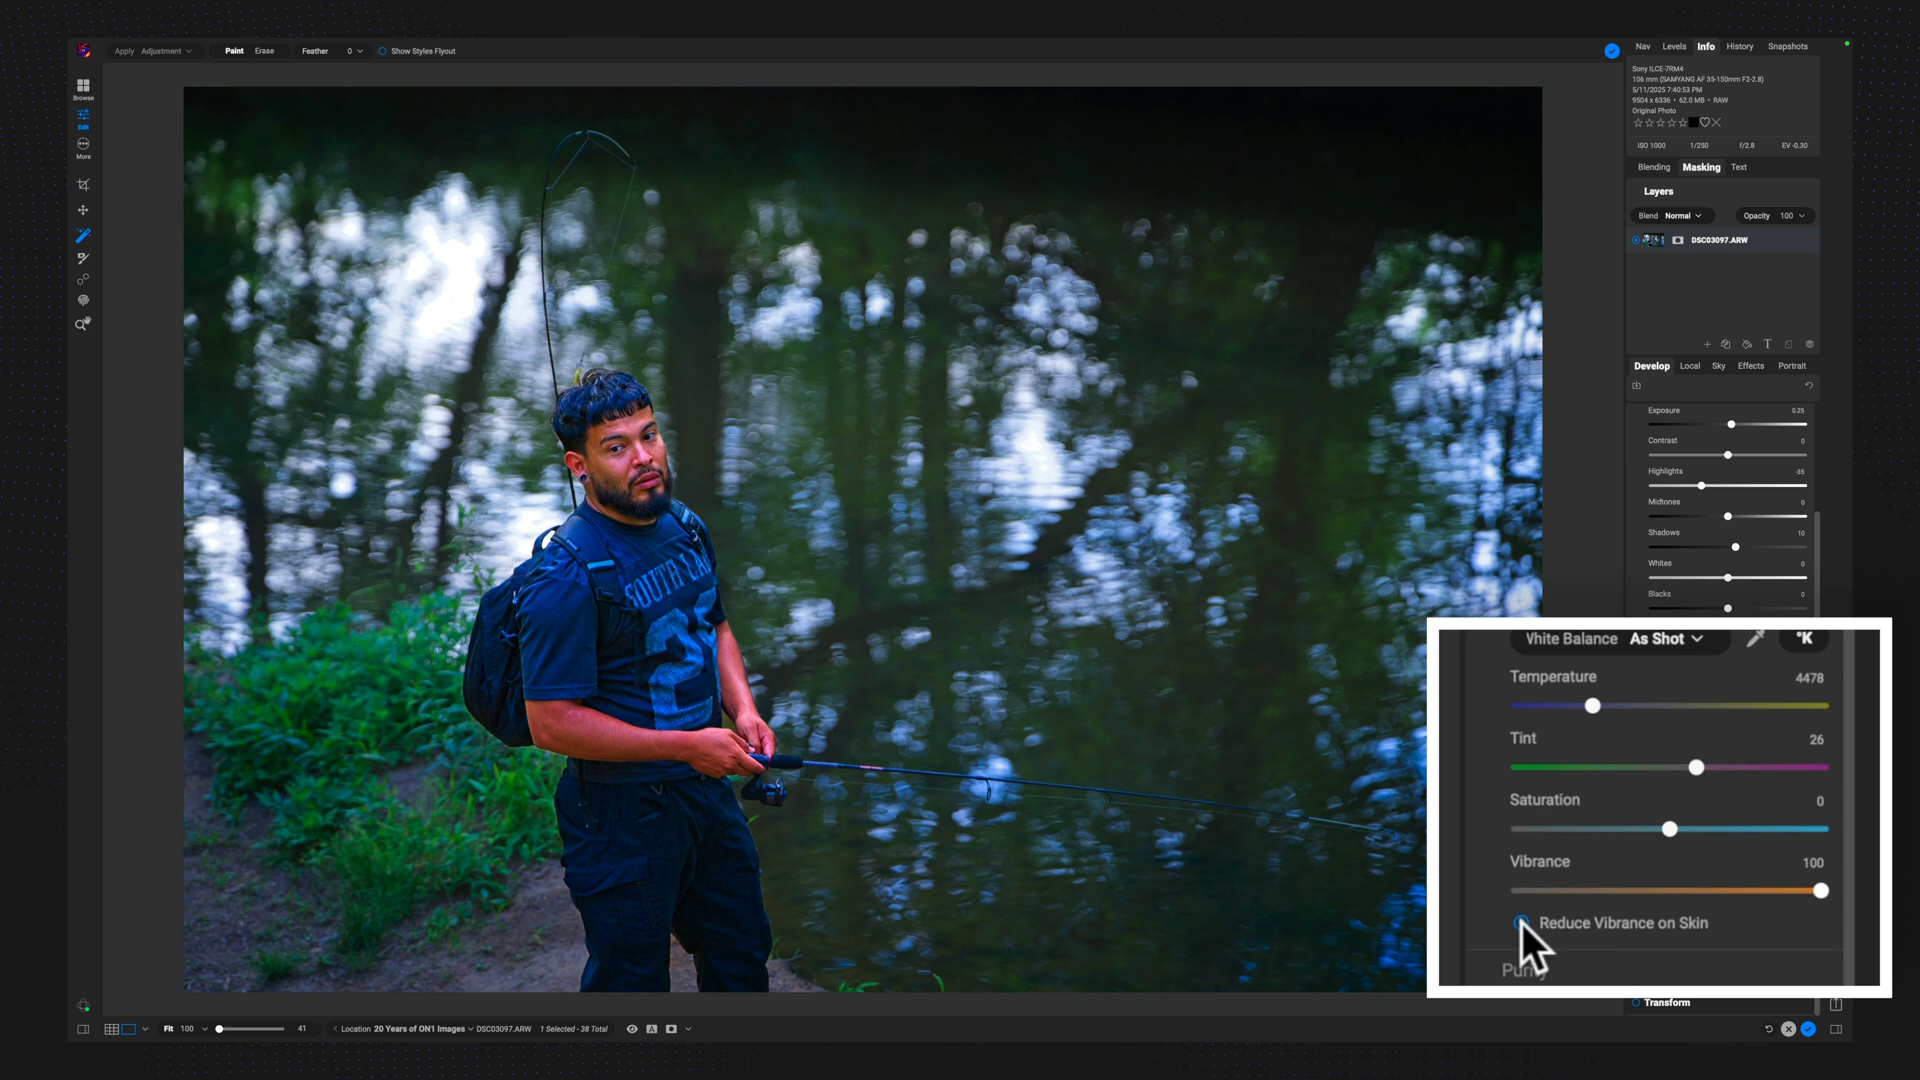 Apply Adjustment Paint Erase Feather 0 Show Styles Flyout
Nav Levels Info History Snapshots
Sony ILCE-7RM4
106 mm (SAMYANG AF 35-150mm F2-2.8)
5/11/2025 7:40:53 PM
9504 x 6336 • 62.0 MB • RAW
Original Photo
ISO 1000 1/250 f/2.8 EV -0.30
Browse
Edit
More
Blending Masking Text
Layers
Blend Normal Opacity 100
DSC03097.ARW
T
Develop Local Sky Effects Portrait
Exposure 0.25
Contrast 0
Highlights -35
Midtones 0
Shadows 10
Whites 0
Blacks 0
SOUTH LA
2
White Balance As Shot °K
Temperature 4478
Tint 26
Saturation 0
Vibrance 100
Reduce Vibrance on Skin
Purity
Transform
Fit 100 41 Location 20 Years of ON1 Images DSC03097.ARW 1 Selected - 38 Total A